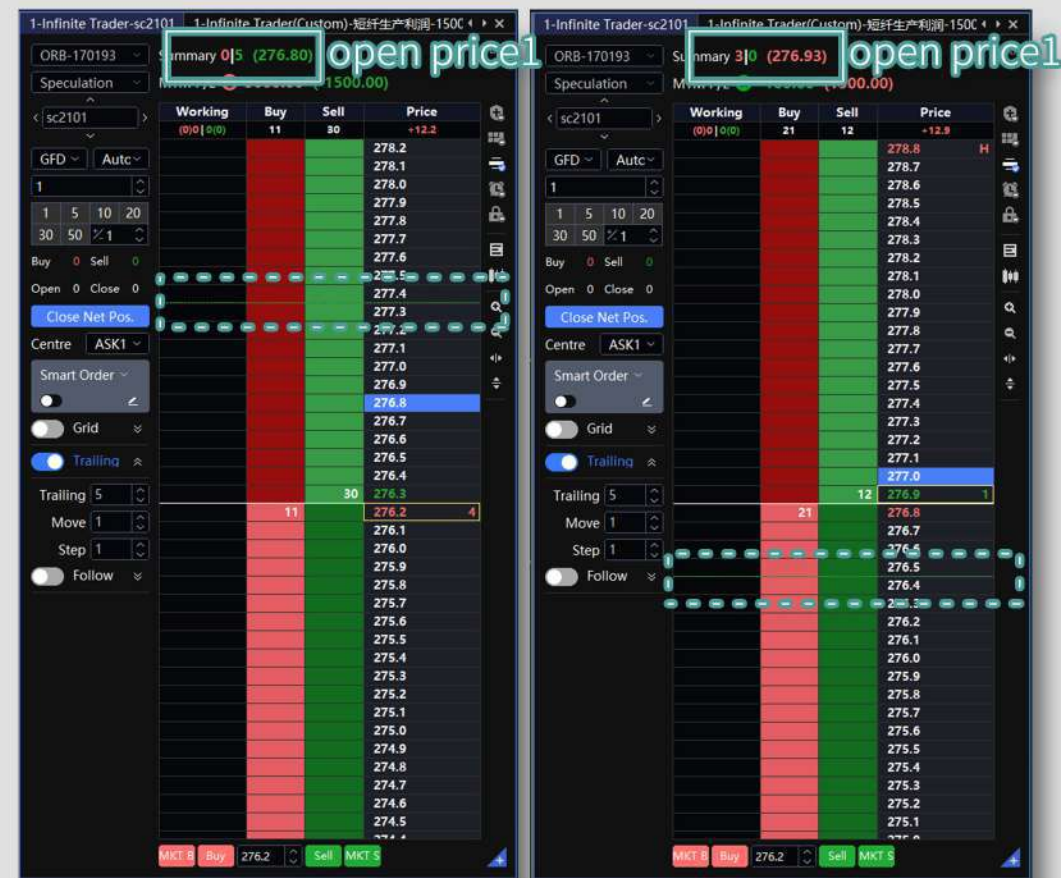 1-Infinite Trader-sc2101 1-Infinite Trader(Custom)-短纤生产利润-150C
ORB-170193
Summary 0|5 (276.80)
open price1
Speculation
(-1500.00)
sc2101
Working Buy Sell Price
(0)0|0(0) 11 30 +12.2
GFD Autc
1
1 5 10 20
30 50 ⅟1
Buy 0 Sell 0
Open 0 Close 0
Close Net Pos.
Centre ASK1
Smart Order
Grid
Trailing
Trailing 5
Move 1
Step 1
Follow
278.2
278.1
278.0
277.9
277.8
277.7
277.6
277.5
277.4
277.3
277.2
277.1
277.0
276.9
276.8
276.7
276.6
276.5
276.4
30 276.3
11 276.2 4
276.1
276.0
275.9
275.8
275.7
275.6
275.5
275.4
275.3
275.2
275.1
275.0
274.9
274.8
274.7
274.6
274.5
MKT B Buy 276.2 Sell MKT S
1-Infinite Trader-sc2101 1-Infinite Trader(Custom)-短纤生产利润-150C
ORB-170193
Summary 3|0 (276.93)
open price1
Speculation
sc2101
Working Buy Sell Price
(0)0|0(0) 21 12 +12.9
GFD Autc
1
1 5 10 20
30 50 ⅟1
Buy 0 Sell 0
Open 0 Close 0
Close Net Pos.
Centre ASK1
Smart Order
Grid
Trailing
Trailing 5
Move 1
Step 1
Follow
278.8 H
278.7
278.6
278.5
278.4
278.3
278.2
278.1
278.0
277.9
277.8
277.7
277.6
277.5
277.4
277.3
277.2
277.1
277.0
12 276.9 1
21 276.8
276.7
276.6
276.5
276.4
276.3
276.2
276.1
276.0
275.9
275.8
275.7
275.6
275.5
275.4
275.3
275.2
275.1
MKT B Buy 276.2 Sell MKT S